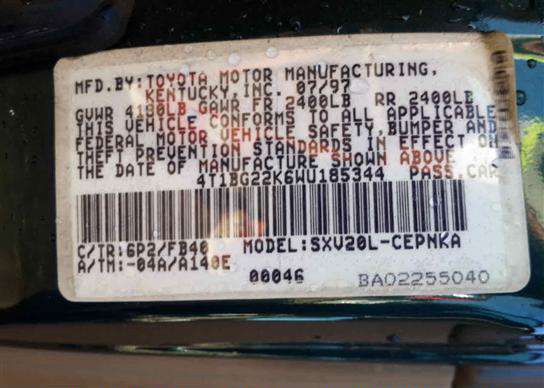 MFD.BY:TOYOTA MOTOR MANUFACTURING,
KENTUCKY,INC. 07/97
GVWR 4180LB GAWR FR 2400LB RR 2400LB
THIS VEHICLE CONFORMS TO ALL APPLICABLE
FEDERAL MOTOR VEHICLE SAFETY,BUMPER,AND
THEFT PREVENTION STANDARDS IN EFFECT ON
THE DATE OF MANUFACTURE SHOWN ABOVE
4T1BG22K6WU185344 PASS.CAR
C/TR:6P2/FB40 MODEL:SXV20L-CEPNKA
A/TM:-04A/A140E
00046 BA02255040